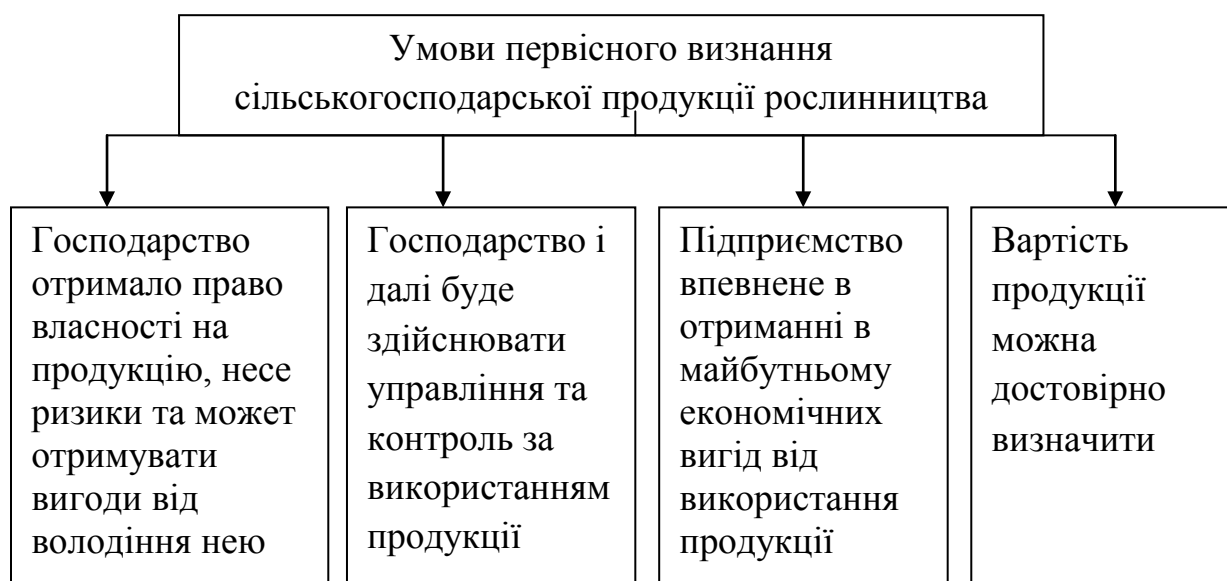 Умови первісного визнання
сільськогосподарської продукції рослинництва
Господарство
отримало право
власності на
продукцію, несе
ризики та может
отримувати
вигоди від
володіння нею
Господарство і
далі буде
здійснювати
управління та
контроль за
використанням
продукції
Підприємство
впевнене в
отриманні в
майбутньому
економічних
вигід від
використання
продукції
Вартість
продукції
можна
достовірно
визначити